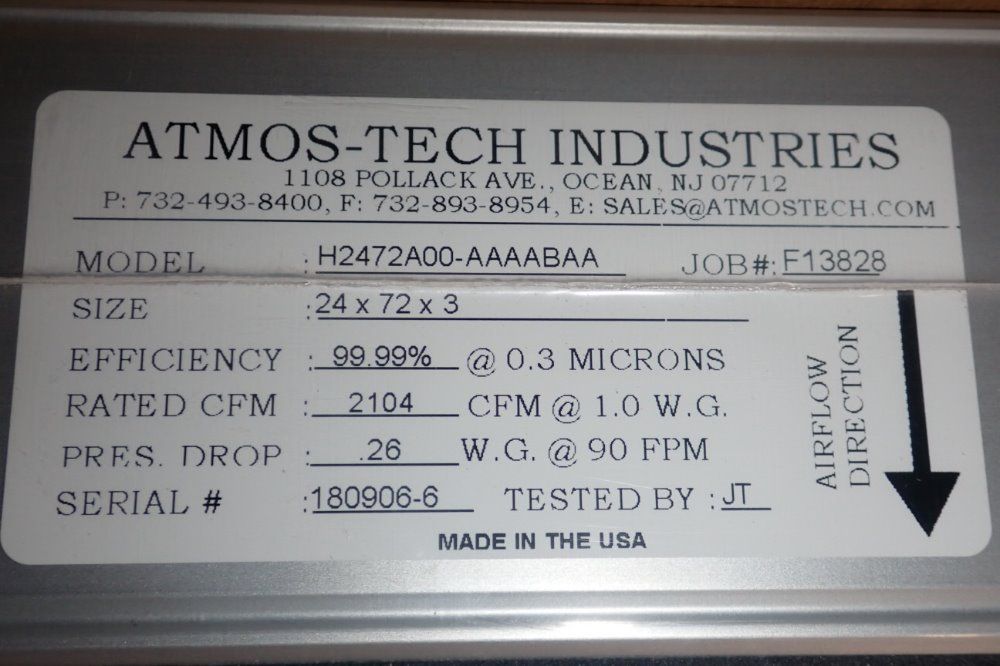 ATMOS-TECH INDUSTRIES
1108 POLLACK AVE., OCEAN, NJ 07712
P: 732-493-8400, F: 732-893-8954, E: SALES@ATMOSTECH.COM
MODEL : H2472A00-AAAABAA JOB#: F13828
SIZE : 24 x 72 x 3
EFFICIENCY : 99.99% @ 0.3 MICRONS
RATED CFM : 2104 CFM @ 1.0 W.G.
PRES. DROP : .26 W.G. @ 90 FPM
SERIAL # : 180906-6 TESTED BY : JT
MADE IN THE USA
AIRFLOW
DIRECTION